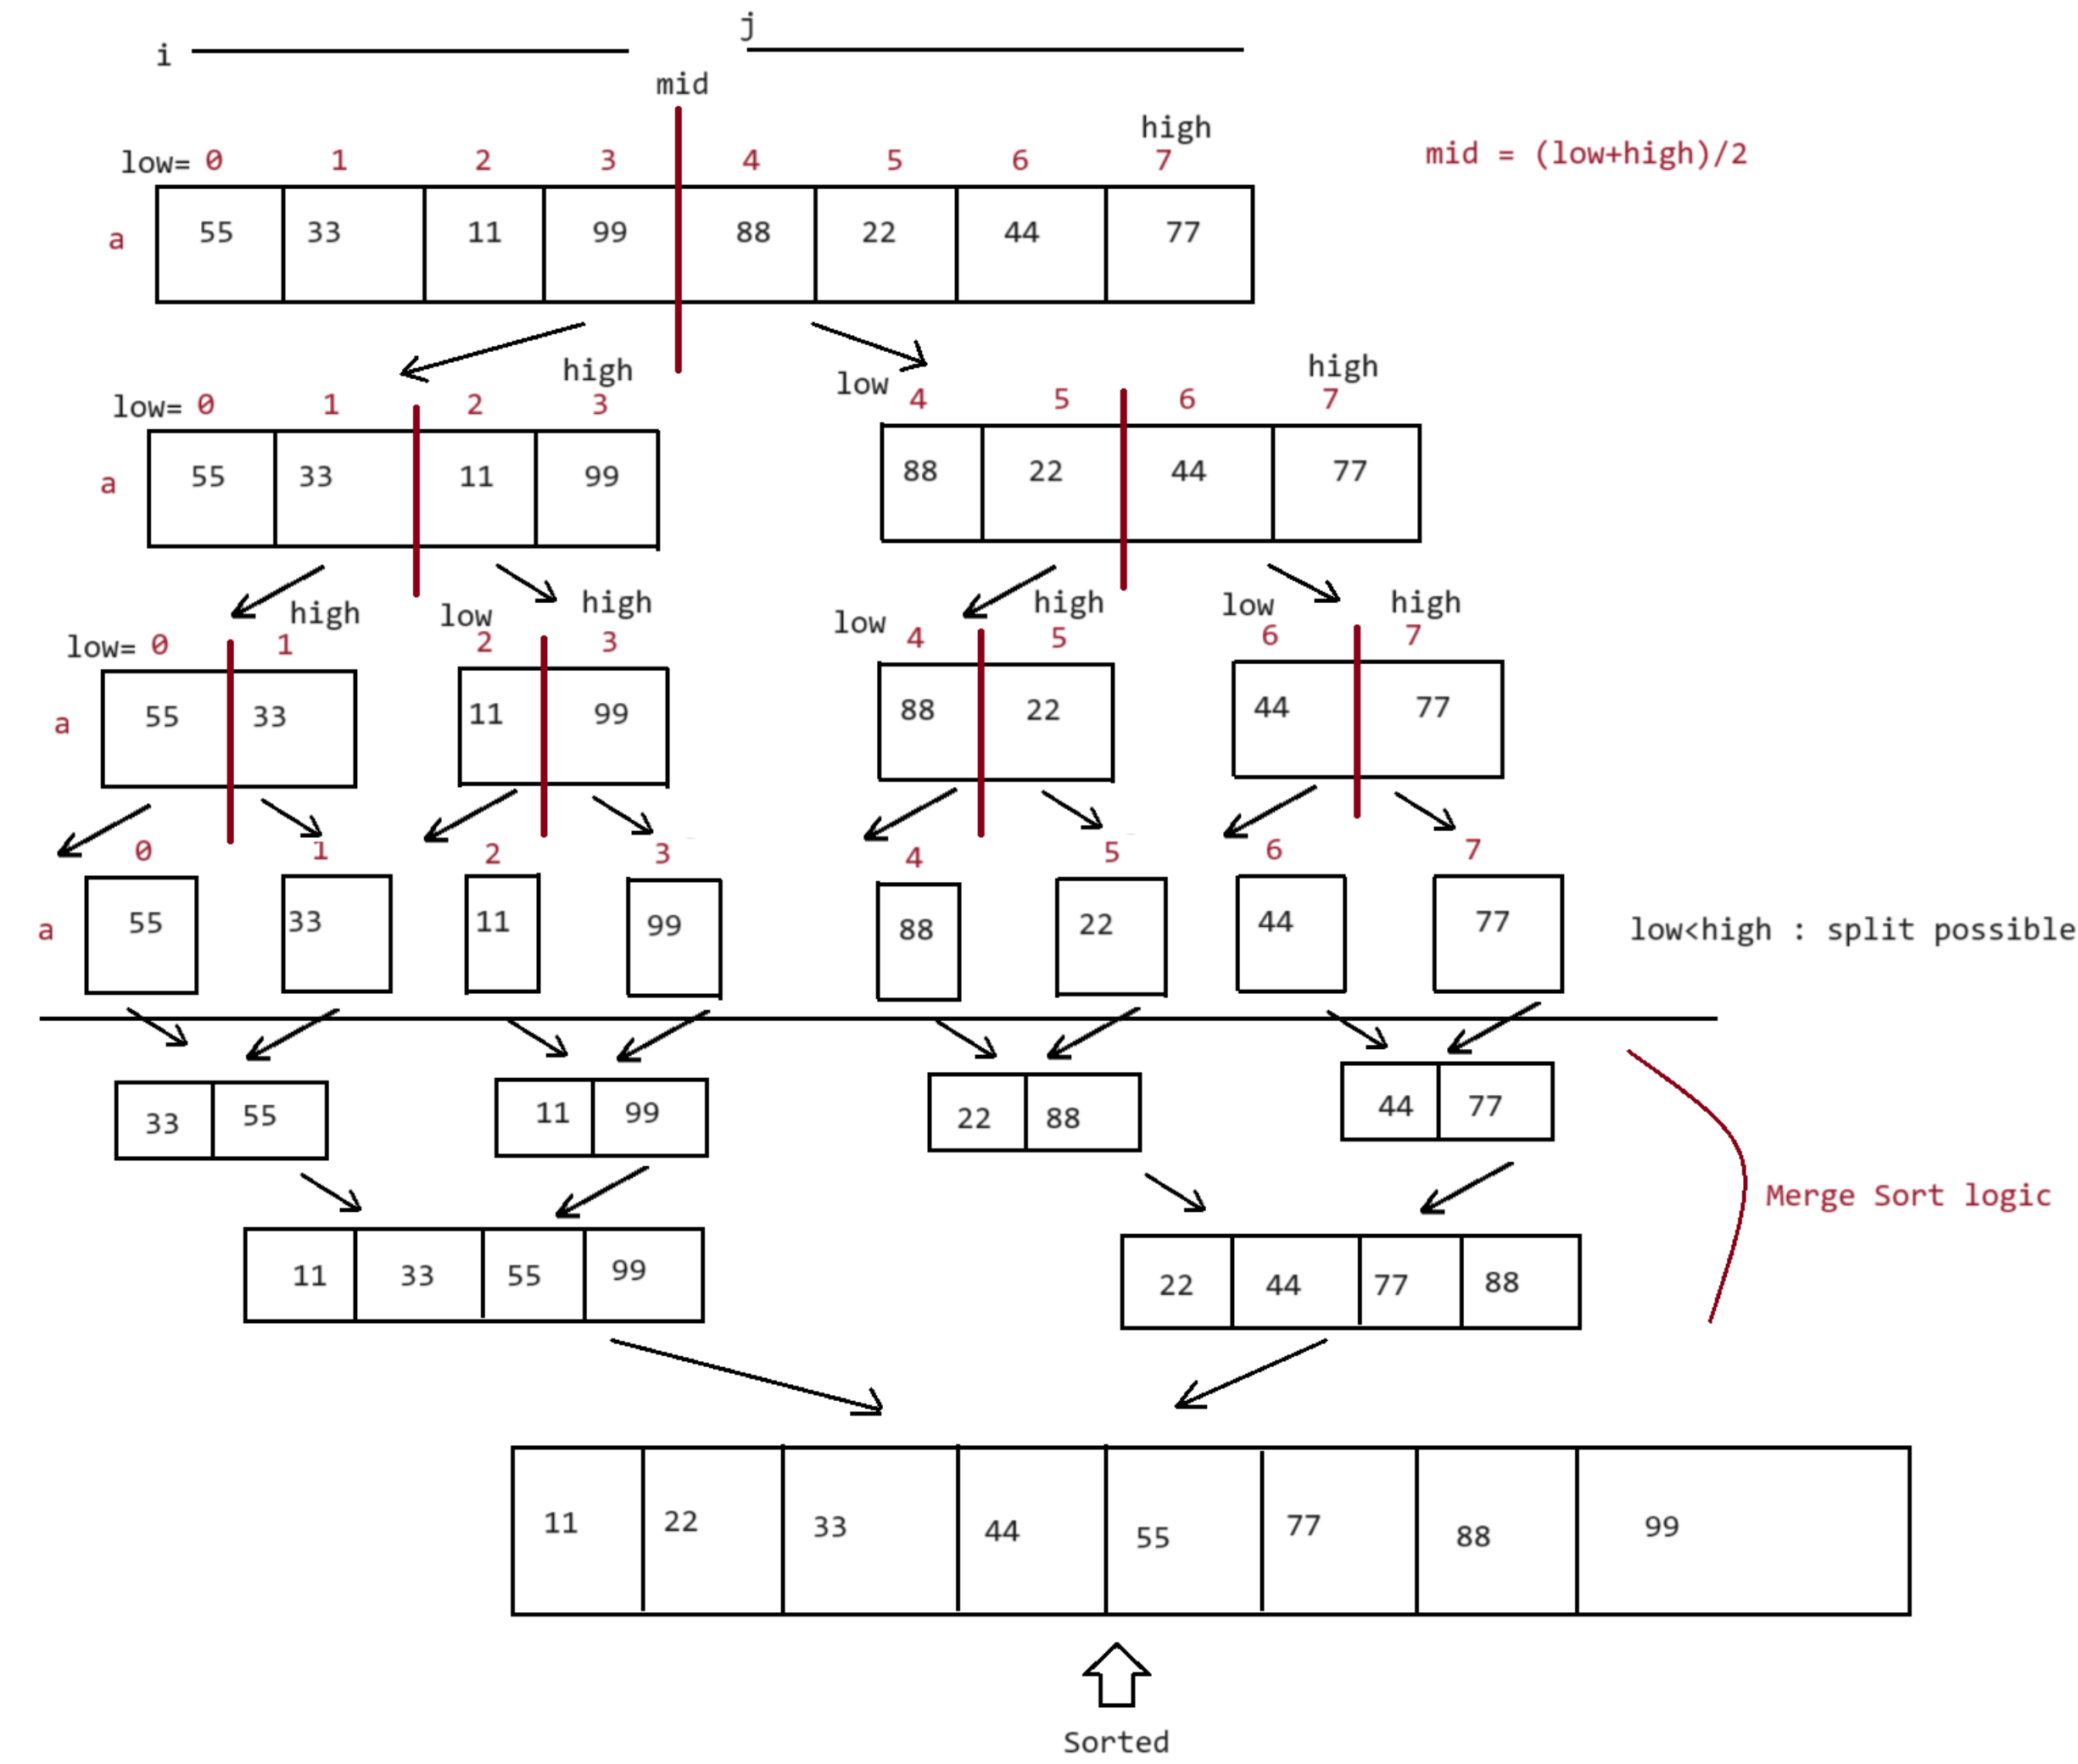 i j
mid
high
low= 0 1 2 3 4 5 6 7 mid = (low+high)/2
a 55 33 11 99 88 22 44 77
high low high
low= 0 1 2 3 4 5 6 7
a 55 33 11 99 88 22 44 77
high low high low high low high
low= 0 1 2 3 4 5 6 7
a 55 33 11 99 88 22 44 77
0 1 2 3 4 5 6 7
a 55 33 11 99 88 22 44 77 low<high : split possible
33 55 11 99 22 88 44 77
Merge Sort logic
11 33 55 99 22 44 77 88
11 22 33 44 55 77 88 99
Sorted